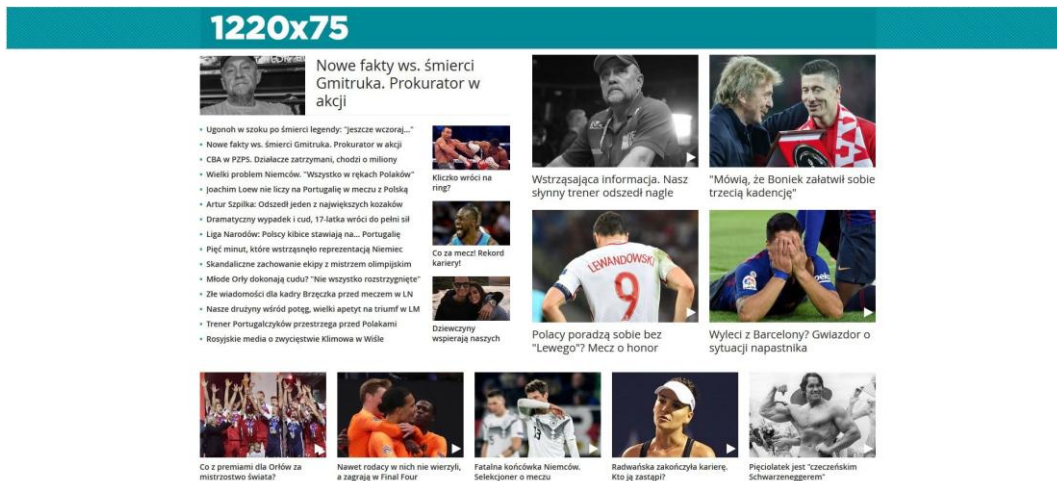 1220x75
Nowe fakty ws. śmierci
Gmitruka. Prokurator w
akcji
Ugonoh w szoku po śmierci legendy: "Jeszcze wczoraj..."
Nowe fakty ws. śmierci Gmitruka. Prokurator w akcji
CBA w PZPS. Działacze zatrzymani, chodzi o miliony
Wielki problem Niemców. "Wszystko w rękach Polaków"
Joachim Loew nie liczy na Portugalię w meczu z Polską
Artur Szpilka: Odszedł jeden z największych kozaków
Dramatyczny wypadek i cud, 17-latka wróci do pełni sił
Liga Narodów: Polscy kibice stawiają na... Portugalię
Pięć minut, które wstrząsnęło reprezentacją Niemiec
Skandaliczne zachowanie ekipy z mistrzem olimpijskim
Młode Orły dokonają cudu? "Nie wszystko rozstrzygnięte"
Złe wiadomości dla kadry Brzęczka przed meczem w LN
Nasze drużyny wśród potęg, wielki apetyt na triumf w LM
Trener Portugalczyków przestrzega przed Polakami
Rosyjskie media o zwycięstwie Klimowa w Wiśle
Kliczko wróci na
ring?
Co za mecz! Rekord
kariery!
Dziewczyny
wspierają naszych
Wstrząsająca informacja. Nasz
słynny trener odszedł nagle
"Mówią, że Boniek załatwił sobie
trzecią kadencję"
LEWANDOWSKI
9
Polacy poradzą sobie bez
"Lewego"? Mecz o honor
Wyleci z Barcelony? Gwiazdor o
sytuacji napastnika
Co z premiami dla Orłów za
mistrzostwo świata?
Nawet rodacy w nich nie wierzyli,
a zagrają w Final Four
13
Fatalna końcówka Niemców.
Selekcjoner o meczu
Radwańska zakończyła karierę.
Kto ją zastąpi?
Pięciolatek jest "czeczeńskim
Schwarzeneggerem"